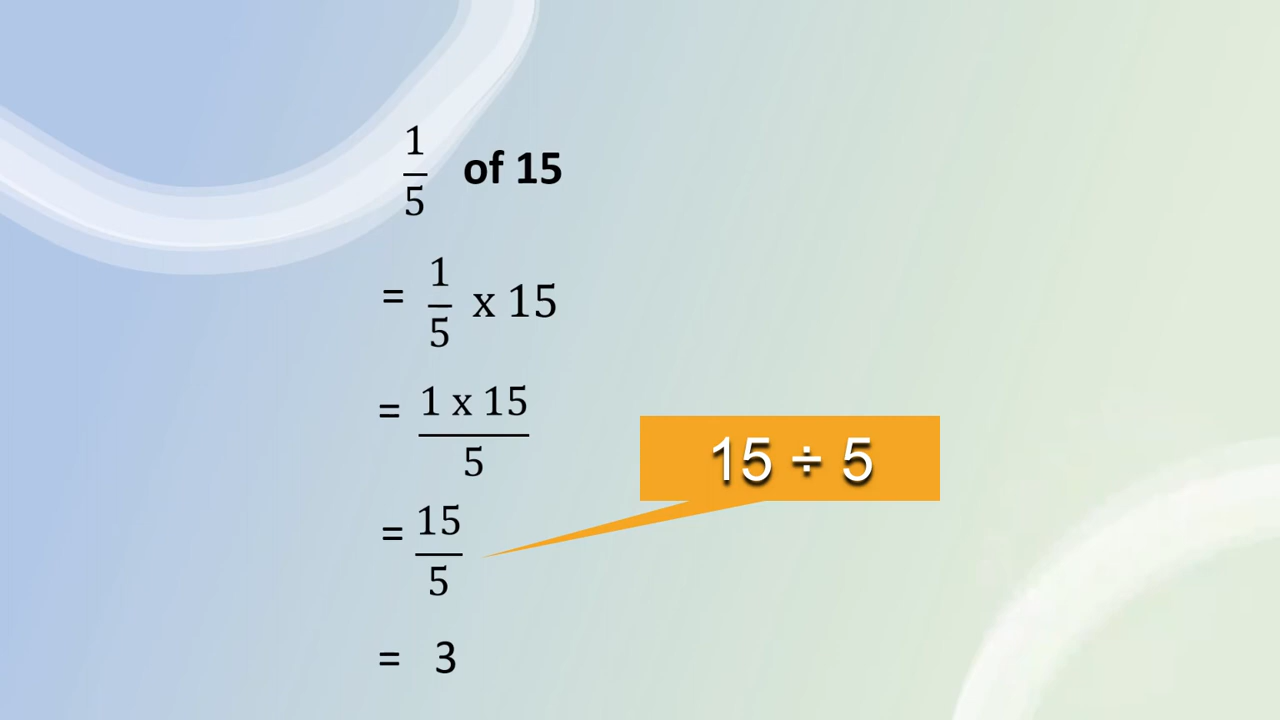 1/5 of 15
= 1/5 x 15
= 1 x 15/5
15 ÷ 5
= 15/5
= 3